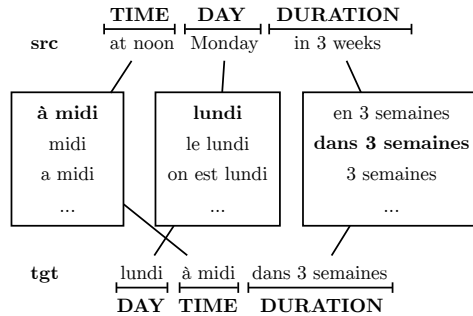 TIME DAY DURATION
src at noon Monday in 3 weeks
à midi
midi
a midi
...
lundi
le lundi
on est lundi
...
en 3 semaines
dans 3 semaines
3 semaines
...
tgt lundi à midi dans 3 semaines
DAY TIME DURATION